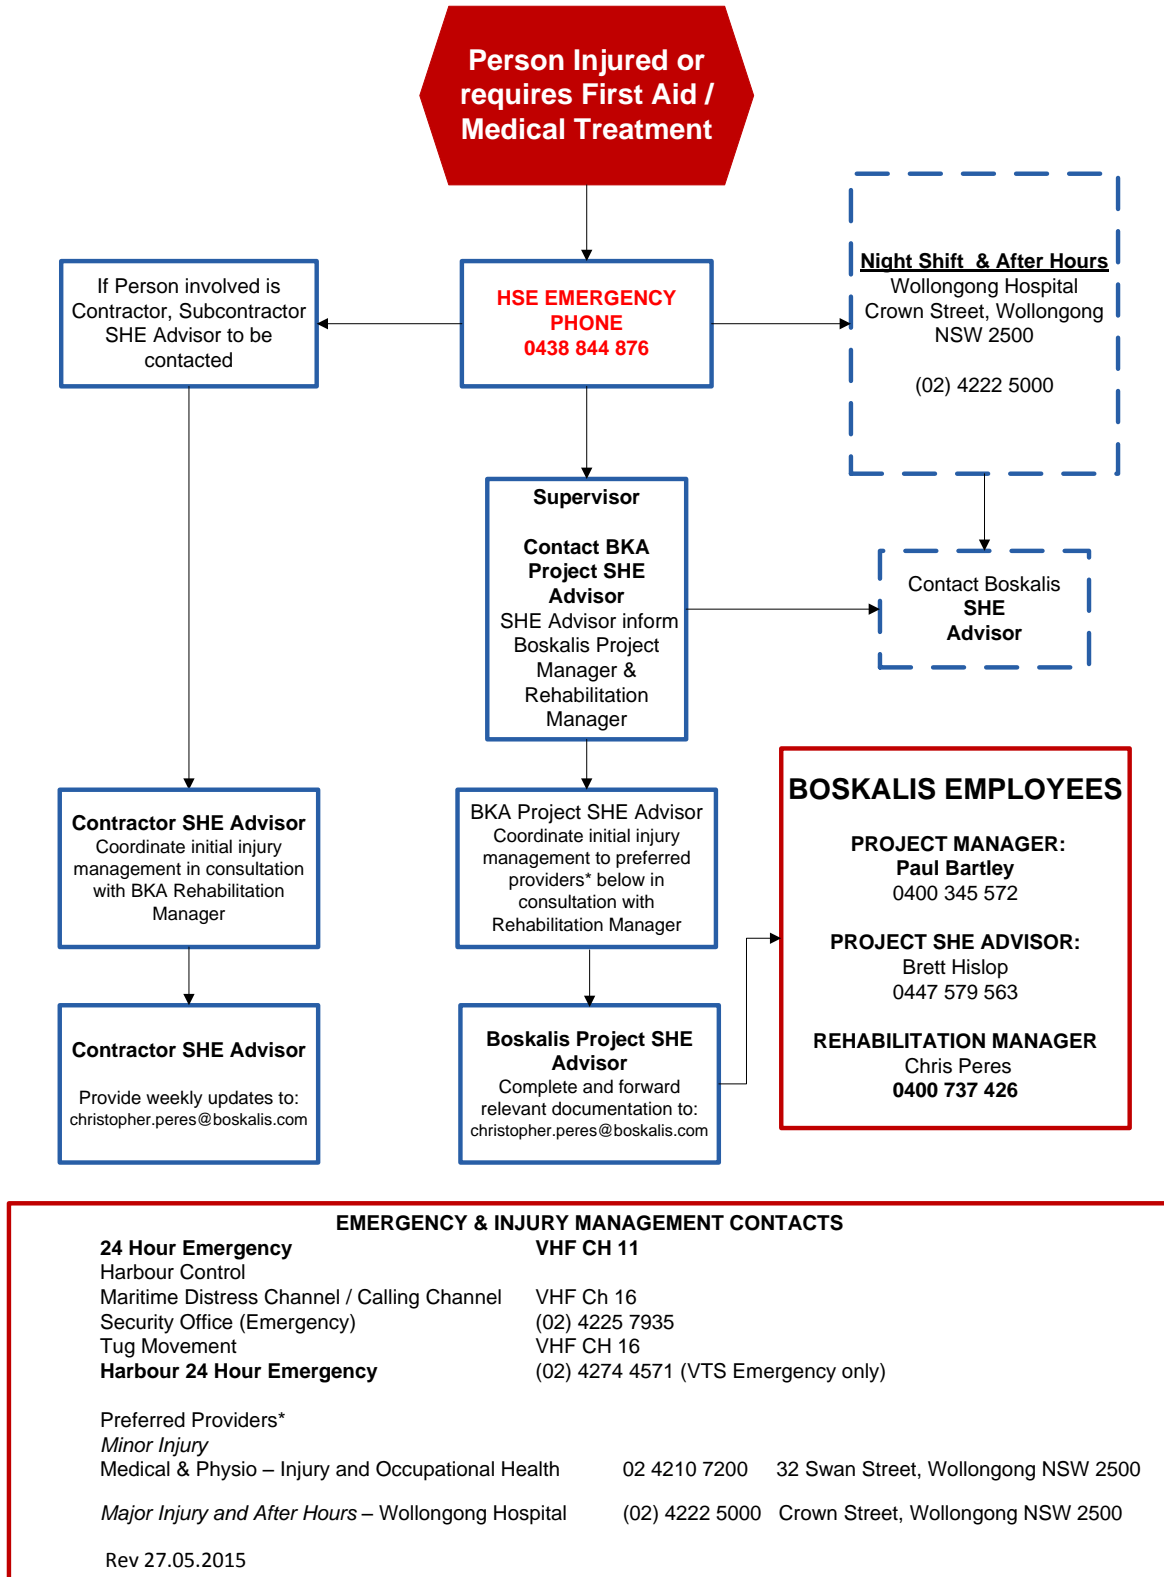 Person Injured or
requires First Aid /
Medical Treatment
If Person involved is
Contractor, Subcontractor
SHE Advisor to be
contacted
HSE EMERGENCY
PHONE
0438 844 876
Night Shift  & After Hours
Wollongong Hospital
Crown Street, Wollongong
NSW 2500
(02) 4222 5000
Supervisor
Contact BKA
Project SHE
Advisor
SHE Advisor inform
Boskalis Project
Manager &
Rehabilitation
Manager
Contact Boskalis
SHE
Advisor
Contractor SHE Advisor
Coordinate initial injury
management in consultation
with BKA Rehabilitation
Manager
BKA Project SHE Advisor
Coordinate initial injury
management to preferred
providers* below in
consultation with
Rehabilitation Manager
BOSKALIS EMPLOYEES
PROJECT MANAGER:
Paul Bartley
0400 345 572
PROJECT SHE ADVISOR:
Brett Hislop
0447 579 563
REHABILITATION MANAGER
Chris Peres
0400 737 426
Contractor SHE Advisor
Provide weekly updates to:
christopher.peres@boskalis.com
Boskalis Project SHE
Advisor
Complete and forward
relevant documentation to:
christopher.peres@boskalis.com
EMERGENCY & INJURY MANAGEMENT CONTACTS
24 Hour Emergency VHF CH 11
Harbour Control
Maritime Distress Channel / Calling Channel VHF Ch 16
Security Office (Emergency) (02) 4225 7935
Tug Movement VHF CH 16
Harbour 24 Hour Emergency (02) 4274 4571 (VTS Emergency only)
Preferred Providers*
Minor Injury
Medical & Physio – Injury and Occupational Health 02 4210 7200 32 Swan Street, Wollongong NSW 2500
Major Injury and After Hours – Wollongong Hospital (02) 4222 5000 Crown Street, Wollongong NSW 2500
Rev 27.05.2015